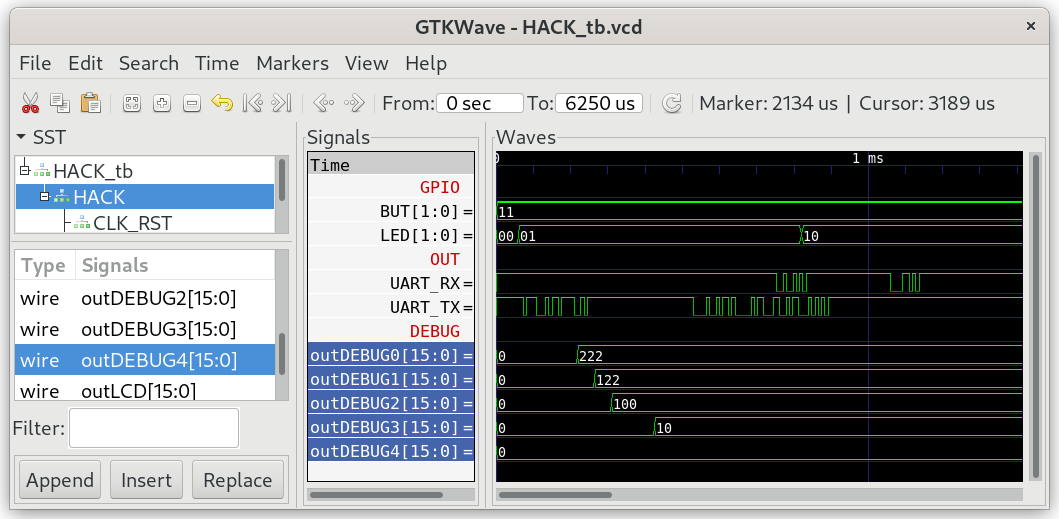 GTKWave - HACK_tb.vcd ×
File Edit Search Time Markers View Help
From: 0 sec To: 6250 us Marker: 2134 us | Cursor: 3189 us
SST
HACK_tb
HACK
CLK_RST
Type Signals
wire outDEBUG2[15:0]
wire outDEBUG3[15:0]
wire outDEBUG4[15:0]
wire outLCD[15:0]
Filter:
Append Insert Replace
Signals
Time
GPIO
BUT[1:0]=
LED[1:0]=
OUT
UART_RX=
UART_TX=
DEBUG
outDEBUG0[15:0]=
outDEBUG1[15:0]=
outDEBUG2[15:0]=
outDEBUG3[15:0]=
outDEBUG4[15:0]=
Waves
0 1 ms
11
00 01 10
0 222
0 122
0 100
0 10
0